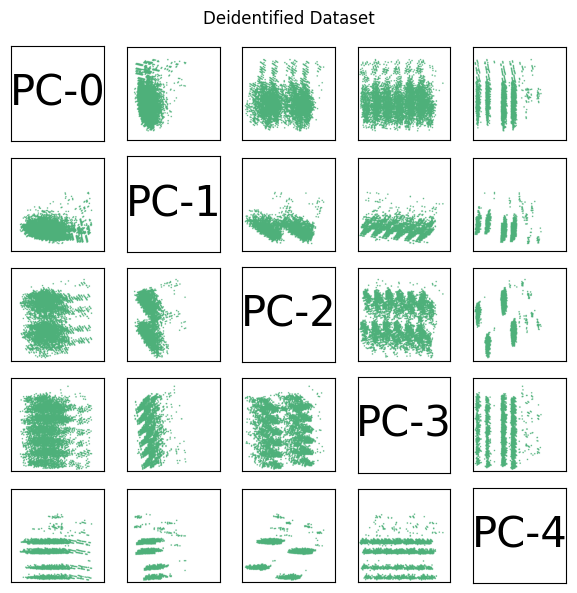 Deidentified Dataset
PC-0
PC-1
PC-2
PC-3
PC-4